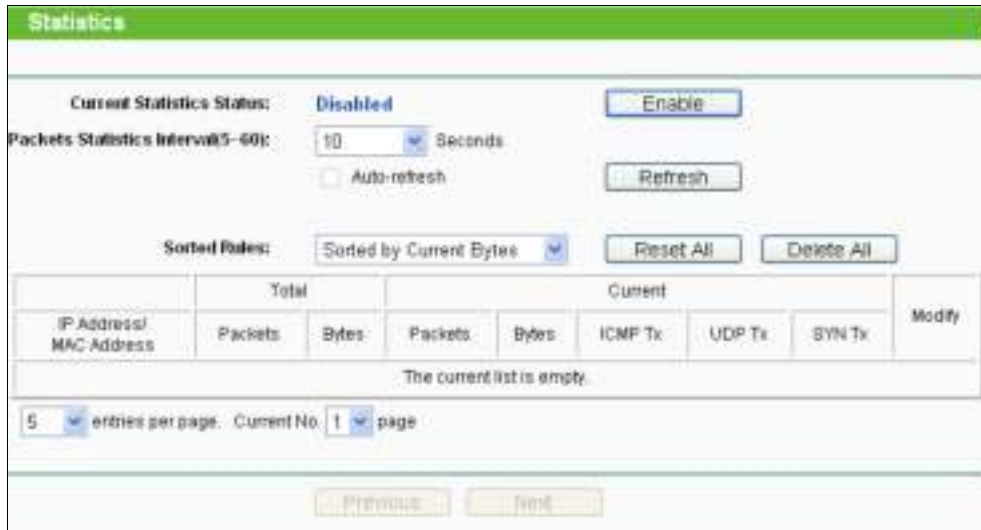 Statistics
Current Statistics Status: Disabled Enable
Packets Statistics Interval(5~60): 10 Seconds
Auto-refresh Refresh
Sorted Rules: Sorted by Current Bytes Reset All Delete All
Total Current Modify
IP Address/
MAC Address Packets Bytes Packets Bytes ICMP Tx UDP Tx SYN Tx
The current list is empty.
5 entries per page. Current No. 1 page
Previous Next